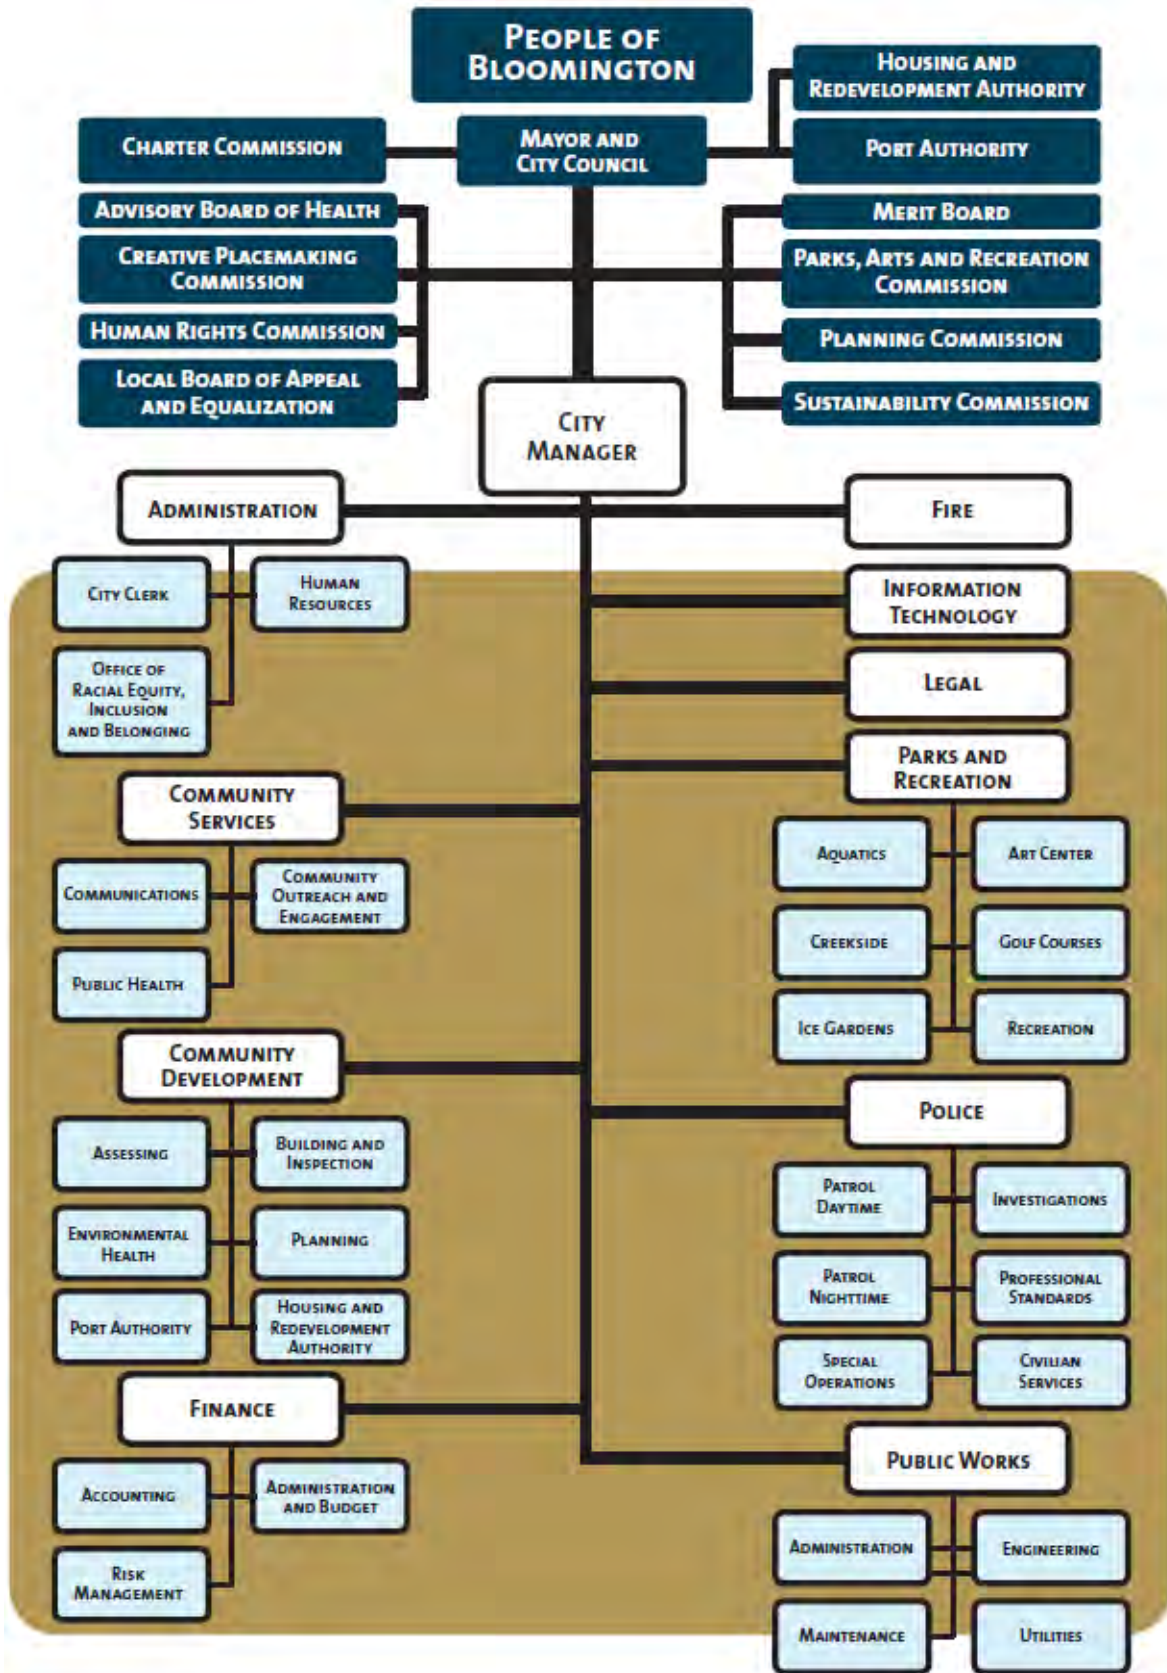 PEOPLE OF
BLOOMINGTON
HOUSING AND
REDEVELOPMENT AUTHORITY
CHARTER COMMISSION
MAYOR AND
CITY COUNCIL
PORT AUTHORITY
ADVISORY BOARD OF HEALTH
MERIT BOARD
CREATIVE PLACEMAKING
COMMISSION
PARKS, ARTS AND RECREATION
COMMISSION
HUMAN RIGHTS COMMISSION
PLANNING COMMISSION
LOCAL BOARD OF APPEAL
AND EQUALIZATION
SUSTAINABILITY COMMISSION
CITY
MANAGER
ADMINISTRATION
CITY CLERK
HUMAN
RESOURCES
OFFICE OF
RACIAL EQUITY,
INCLUSION
AND BELONGING
COMMUNITY
SERVICES
COMMUNICATIONS
COMMUNITY
OUTREACH AND
ENGAGEMENT
PUBLIC HEALTH
COMMUNITY
DEVELOPMENT
ASSESSING
BUILDING AND
INSPECTION
ENVIRONMENTAL
HEALTH
PLANNING
PORT AUTHORITY
HOUSING AND
REDEVELOPMENT
AUTHORITY
FINANCE
ACCOUNTING
ADMINISTRATION
AND BUDGET
RISK
MANAGEMENT
FIRE
INFORMATION
TECHNOLOGY
LEGAL
PARKS AND
RECREATION
AQUATICS
ART CENTER
CREEKSIDE
GOLF COURSES
ICE GARDENS
RECREATION
POLICE
PATROL
DAYTIME
INVESTIGATIONS
PATROL
NIGHTTIME
PROFESSIONAL
STANDARDS
SPECIAL
OPERATIONS
CIVILIAN
SERVICES
PUBLIC WORKS
ADMINISTRATION
ENGINEERING
MAINTENANCE
UTILITIES